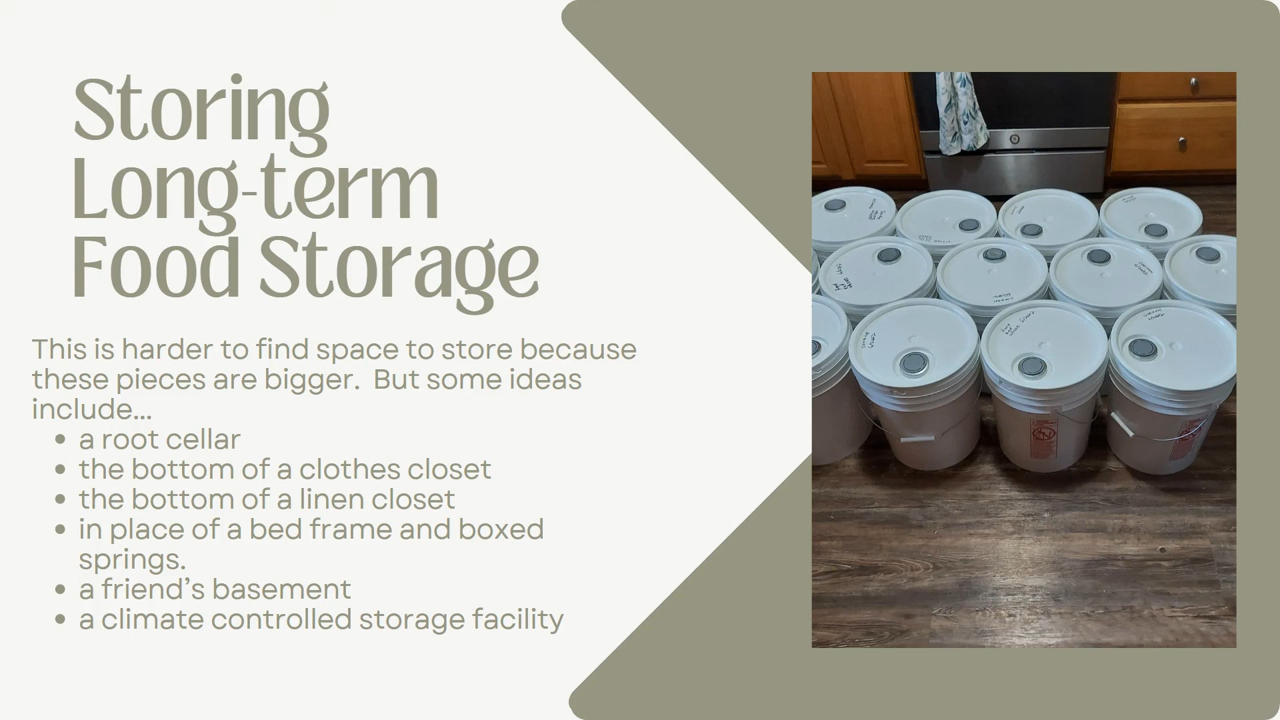 Storing
Long-term
Food Storage
This is harder to find space to store because
these pieces are bigger.  But some ideas
include...
• a root cellar
• the bottom of a clothes closet
• the bottom of a linen closet
• in place of a bed frame and boxed
springs.
• a friend's basement
• a climate controlled storage facility